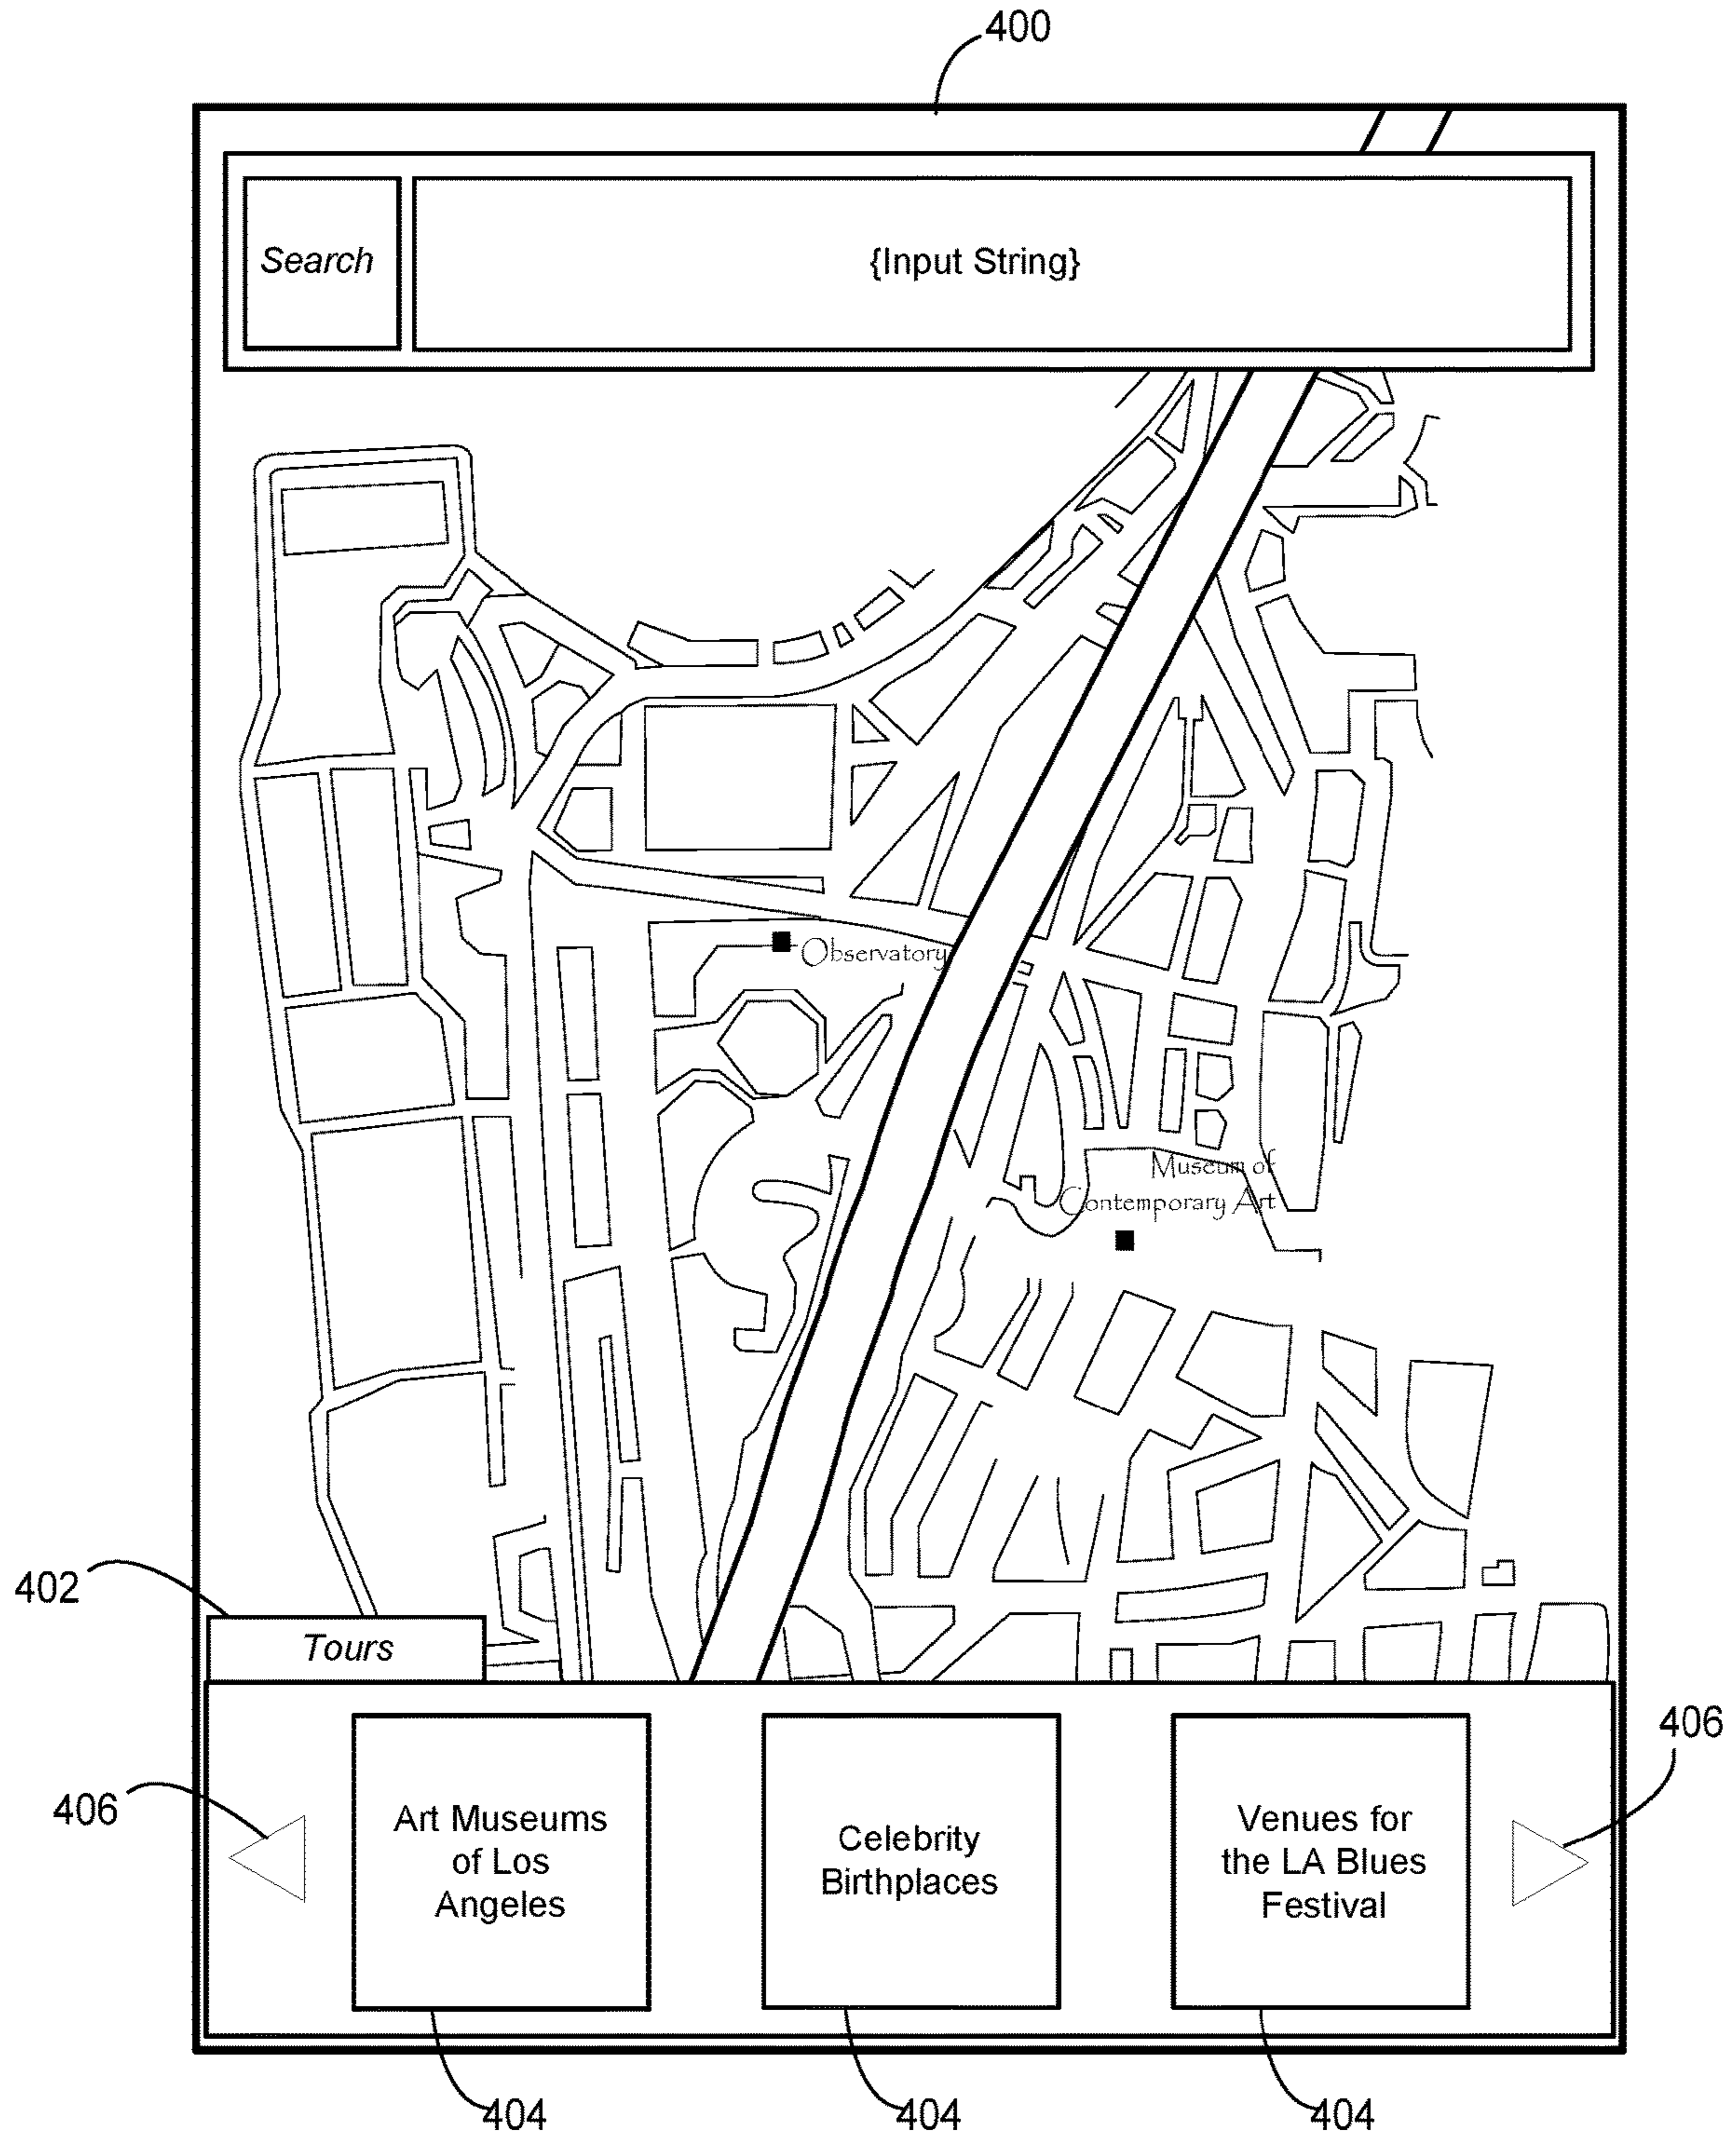 400
Search
{Input String}
Observatory
Museum of
Contemporary Art
402
Tours
406
406
Art Museums
of Los
Angeles
Celebrity
Birthplaces
Venues for
the LA Blues
Festival
404
404
404